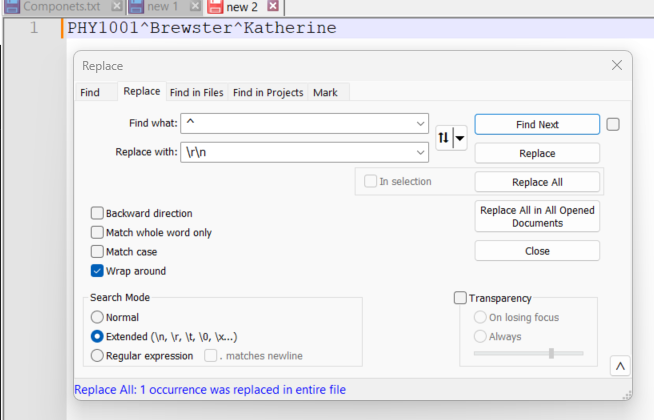 Componets.txt new 1 new 2
1 PHY1001^Brewster^Katherine
Replace
Find Replace Find in Files Find in Projects Mark
Find what: ^ Find Next
Replace with: \r\n Replace
In selection Replace All
Replace All in All Opened
Documents
Close
Backward direction
Match whole word only
Match case
Wrap around
Search Mode
Normal
Extended (\n, \r, \t, \0, \x...)
Regular expression . matches newline
Transparency
On losing focus
Always
Replace All: 1 occurrence was replaced in entire file